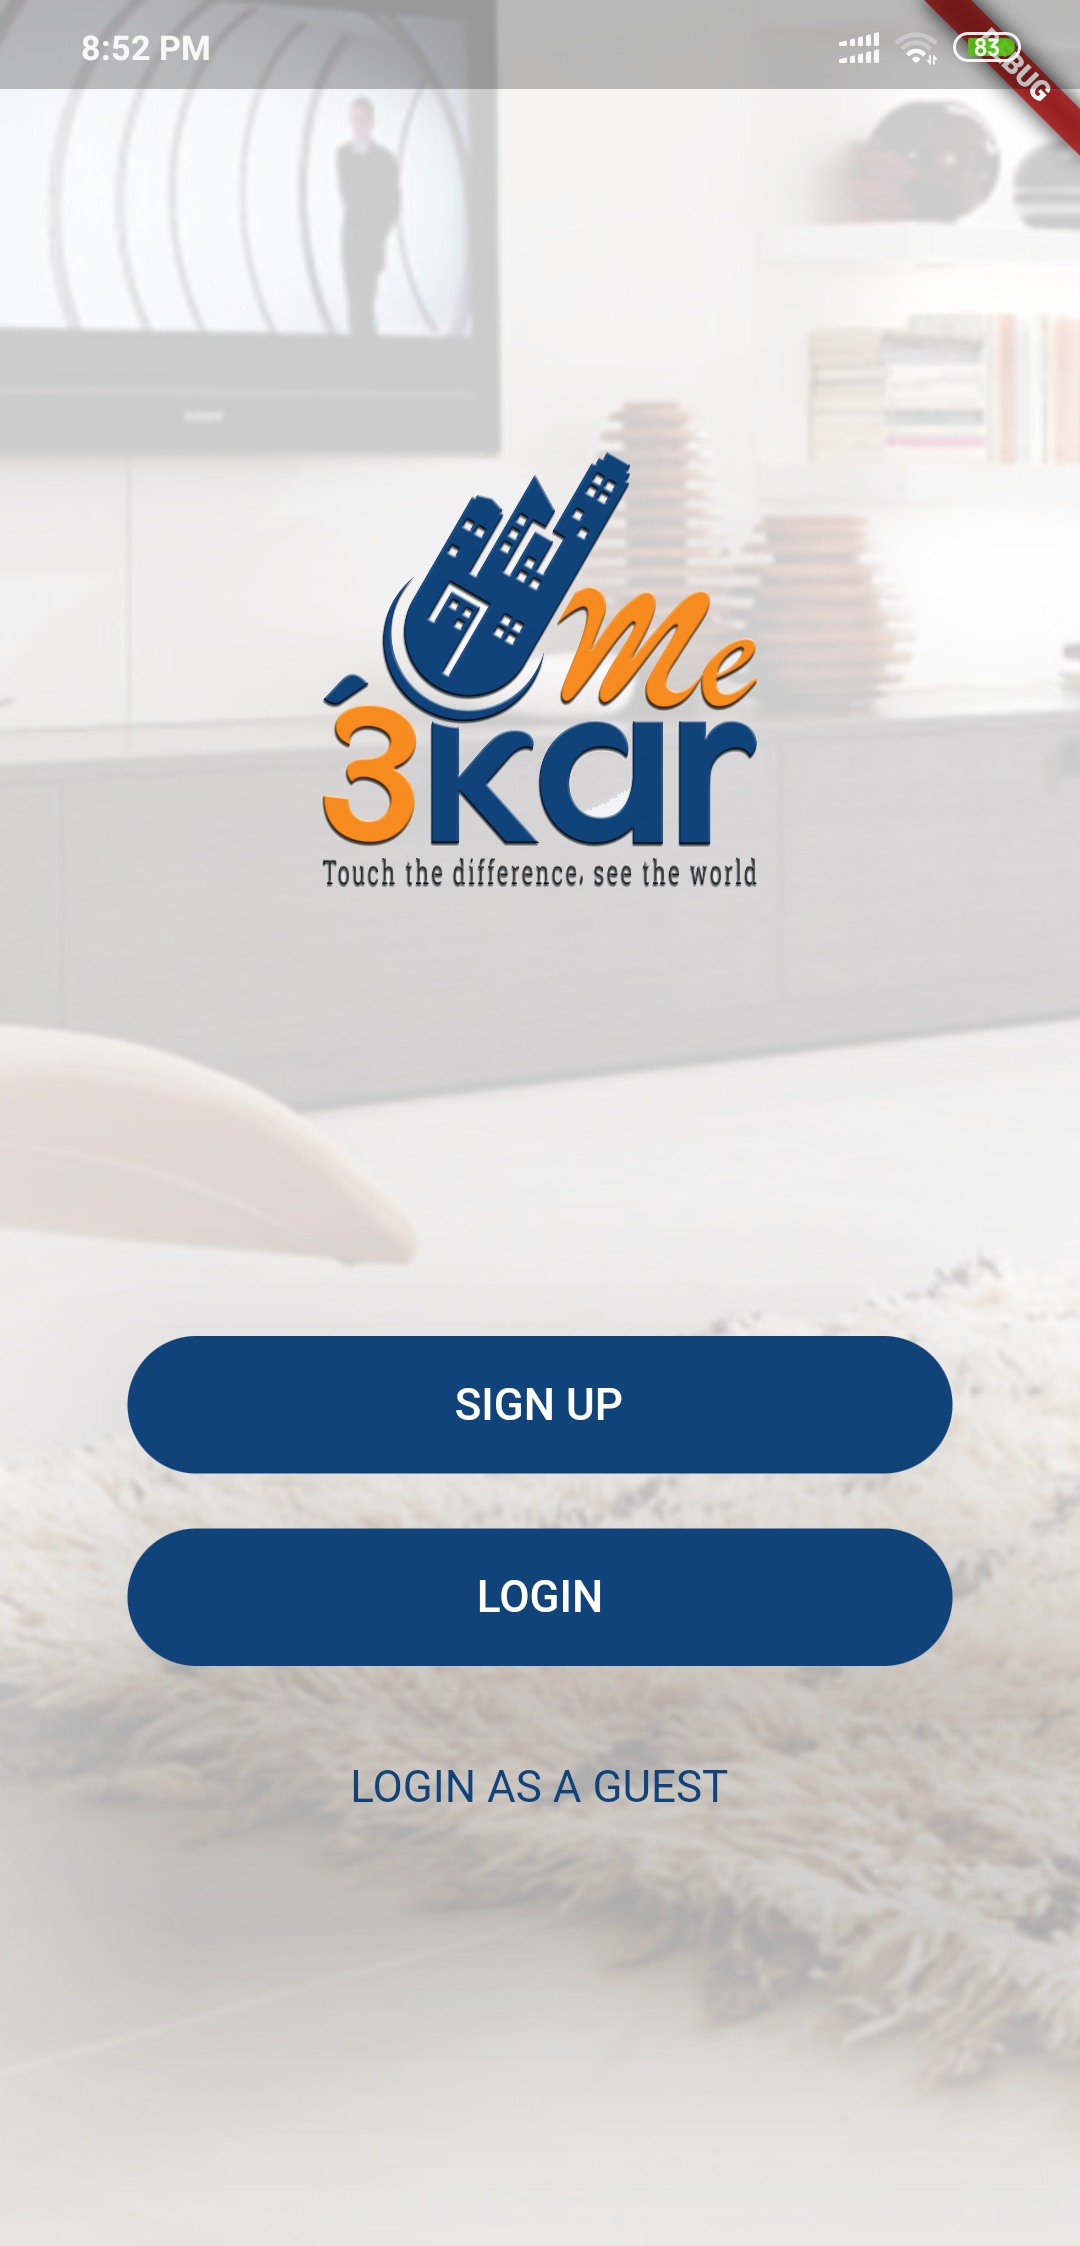 8:52 PM
83
DEBUG
Me
3kar
Touch the difference, see the world
SIGN UP
LOGIN
LOGIN AS A GUEST